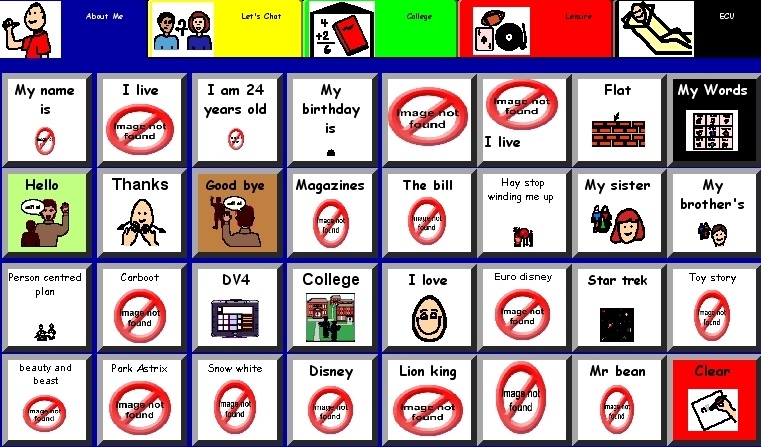 About Me
Let's Chat
4
+2
6
College
Leisure
ECU
My name
is
I live
Image not
found
I am 24
years old
My
birthday
is
Image not
found
Image not
found
I live
Flat
My Words
Hello
Thanks
Good bye
Magazines
Image not
found
The bill
Image not
found
Hay stop
winding me up
My sister
My
brother's
Person centred
plan
Carboot
Image not
found
DV4
College
I love
Euro disney
Image not
found
Star trek
Toy story
Image not
found
beauty and
beast
Image not
found
Park Astrix
Image not
found
Snow white
Image not
found
Disney
Image not
found
Lion king
Image not
found
Image not
found
Mr bean
Image not
found
Clear